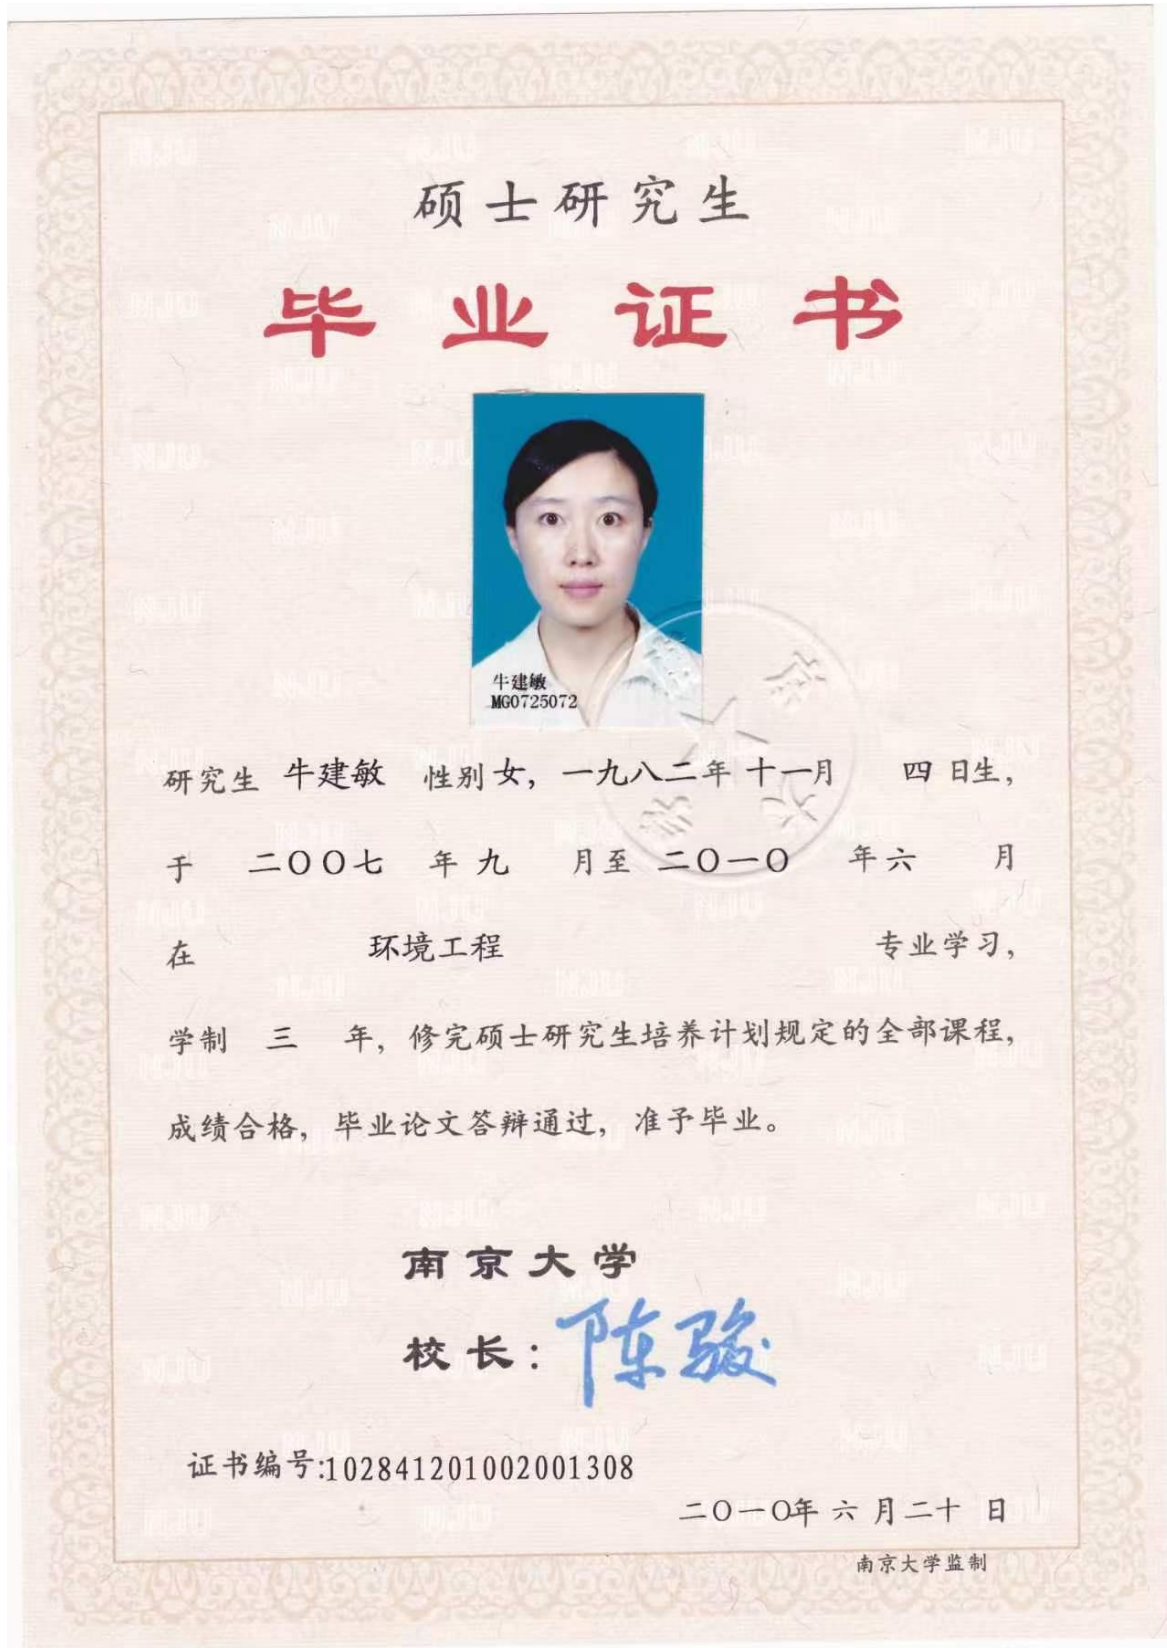 硕士研究生
毕业证书
牛建敏
MG0725072
研究生 牛建敏 性别 女，一九八二年 十一月 四 日生，
于 二〇〇七 年 九 月至 二〇一〇 年 六 月
在 环境工程 专业学习，
学制 三 年，修完硕士研究生培养计划规定的全部课程，
成绩合格，毕业论文答辩通过，准予毕业。
南京大学
校长：陈骏
证书编号:102841201002001308
二〇一〇年 六 月 二十 日
南京大学监制